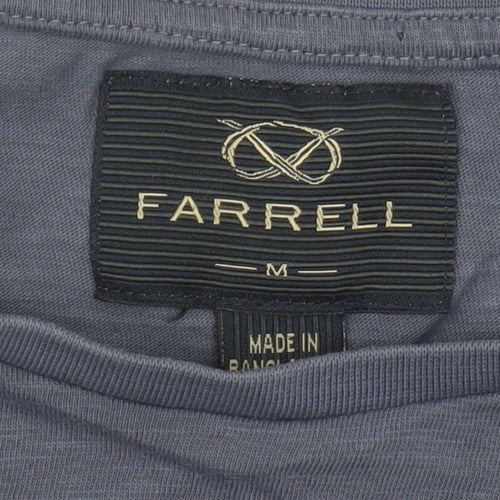 FARRELL
— M —
MADE IN